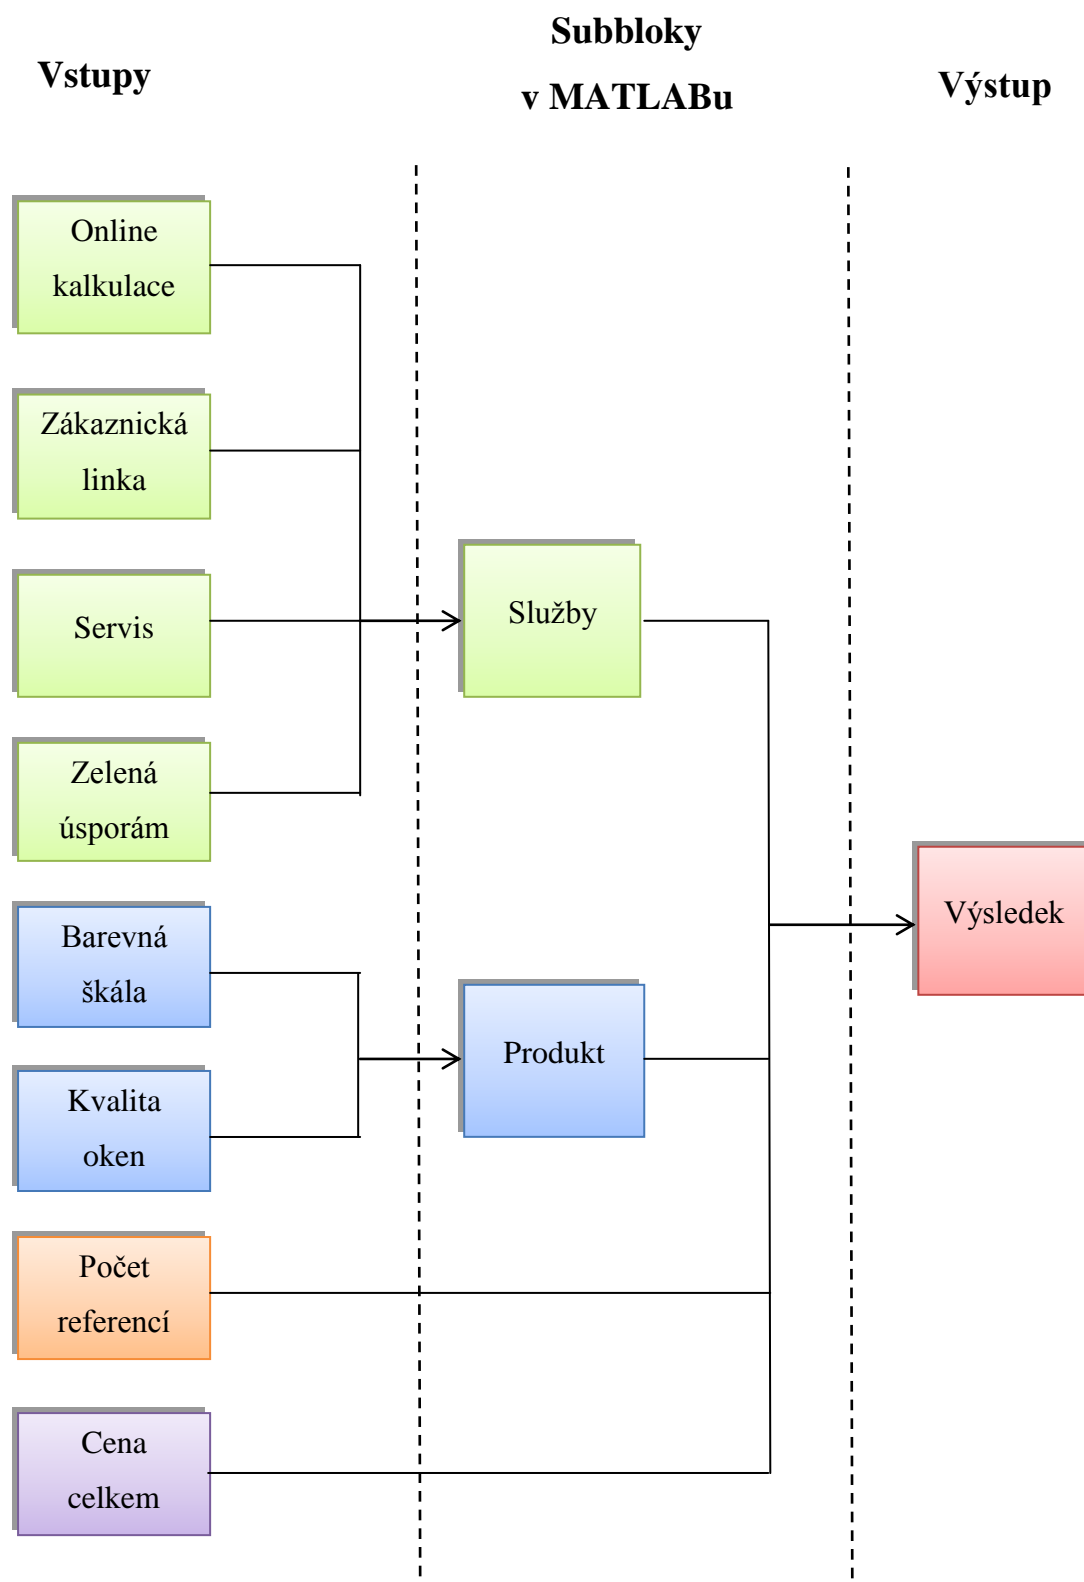 Vstupy
Subbloky
v MATLABu
Výstup
Online
kalkulace
Zákaznická
linka
Servis
Služby
Zelená
úsporám
Barevná
škála
Výsledek
Produkt
Kvalita
oken
Počet
referencí
Cena
celkem